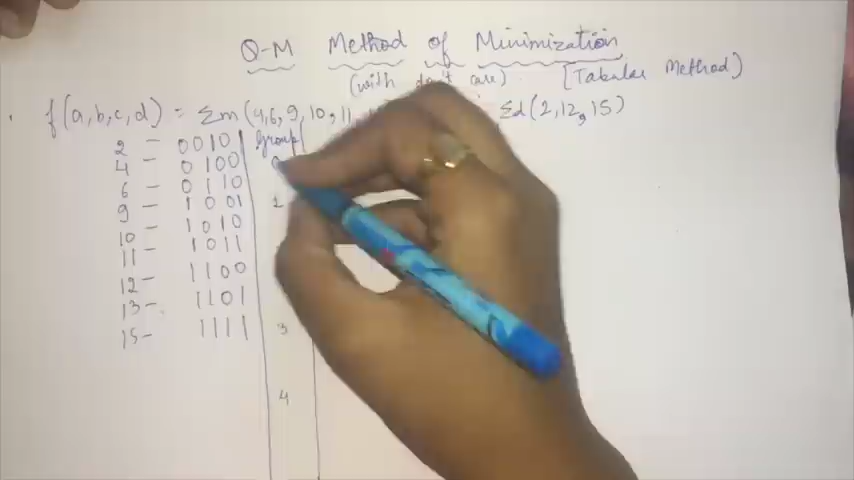 Q-M Method of Minimization
(with don't care) [Tabular Method)
f(a,b,c,d) = Σm(4,6,9,10,11, Σd(2,12,15)
2 - 0010 Group
4 - 0100
6 - 0110
9 - 1001 1
10 - 1010
11 - 1011
12 - 1100
13 - 1101
15 - 1111 3
4